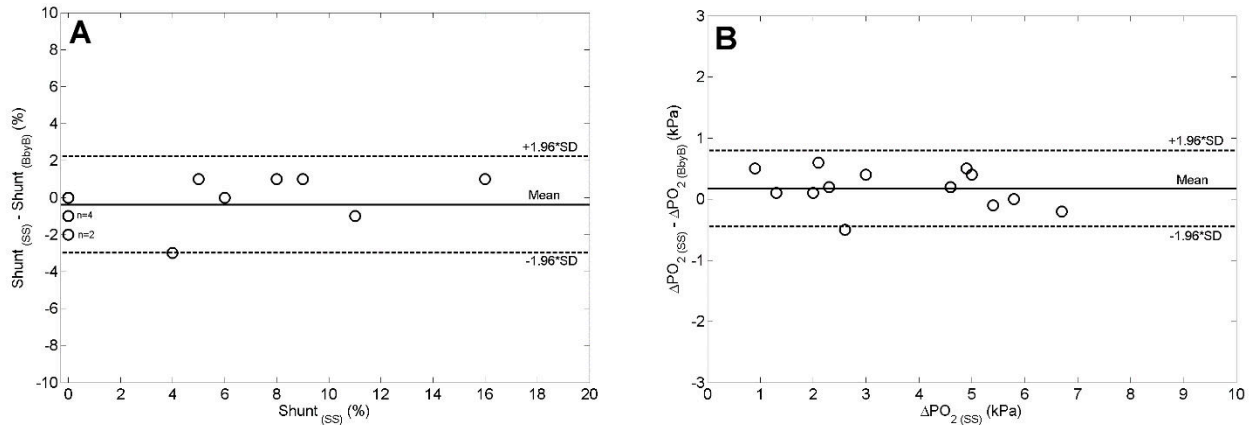 A
10
8
6
4
2
0
-2
-4
-6
-8
-10
Shunt (SS) - Shunt (BbyB) (%)
+1.96*SD
Mean
n=4
n=2
-1.96*SD
0 2 4 6 8 10 12 14 16 18 20
Shunt (SS) (%)
B
3
2
1
0
-1
-2
-3
ΔPO2 (SS) - ΔPO2 (BbyB) (kPa)
+1.96*SD
Mean
-1.96*SD
0 1 2 3 4 5 6 7 8 9 10
ΔPO2 (SS) (kPa)